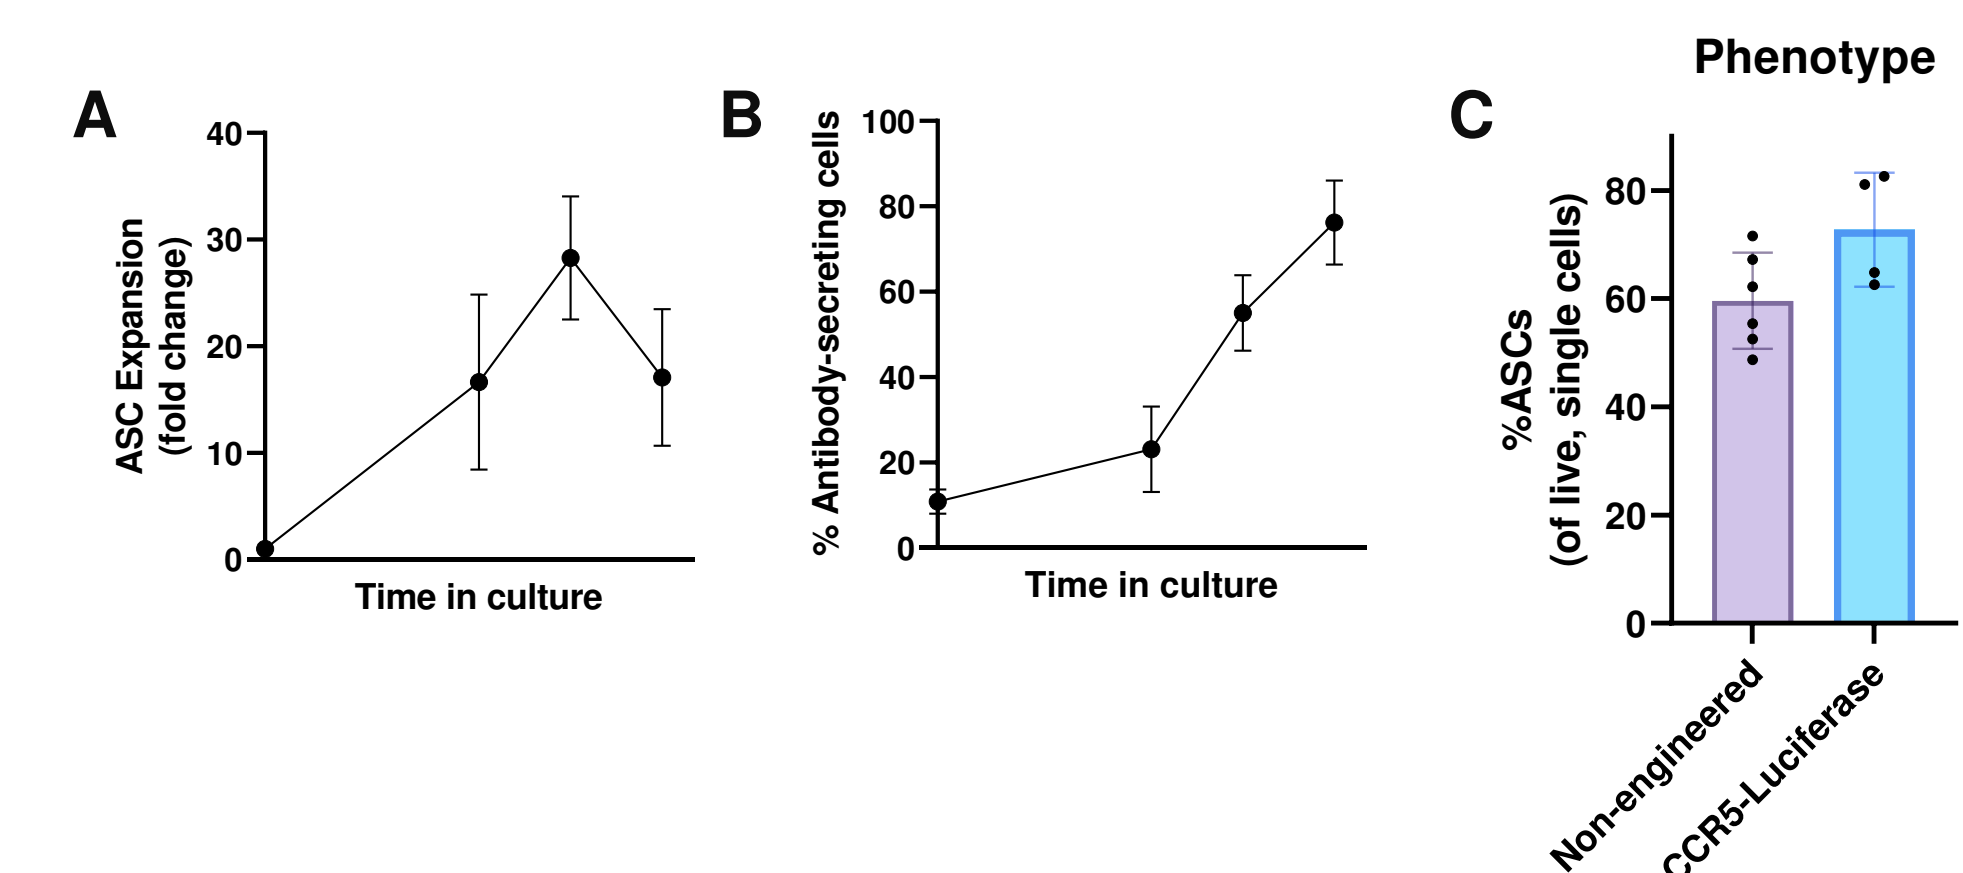 Phenotype
A
40
30
20
10
0
ASC Expansion
(fold change)
Time in culture
B
100
80
60
40
20
0
% Antibody-secreting cells
Time in culture
C
80
60
40
20
0
%ASCs
(of live, single cells)
Non-engineered
CCR5-Luciferase